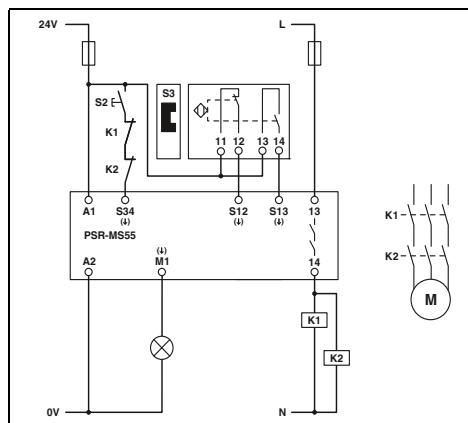 24V L
S2
S3
K1
11 12 13 14
K2
A1 S34 S12 S13 13
(↓) (↓) (↓)
PSR-MS55
(↓)
A2 M1 14
K1
K2
K1
K2
M
0V N